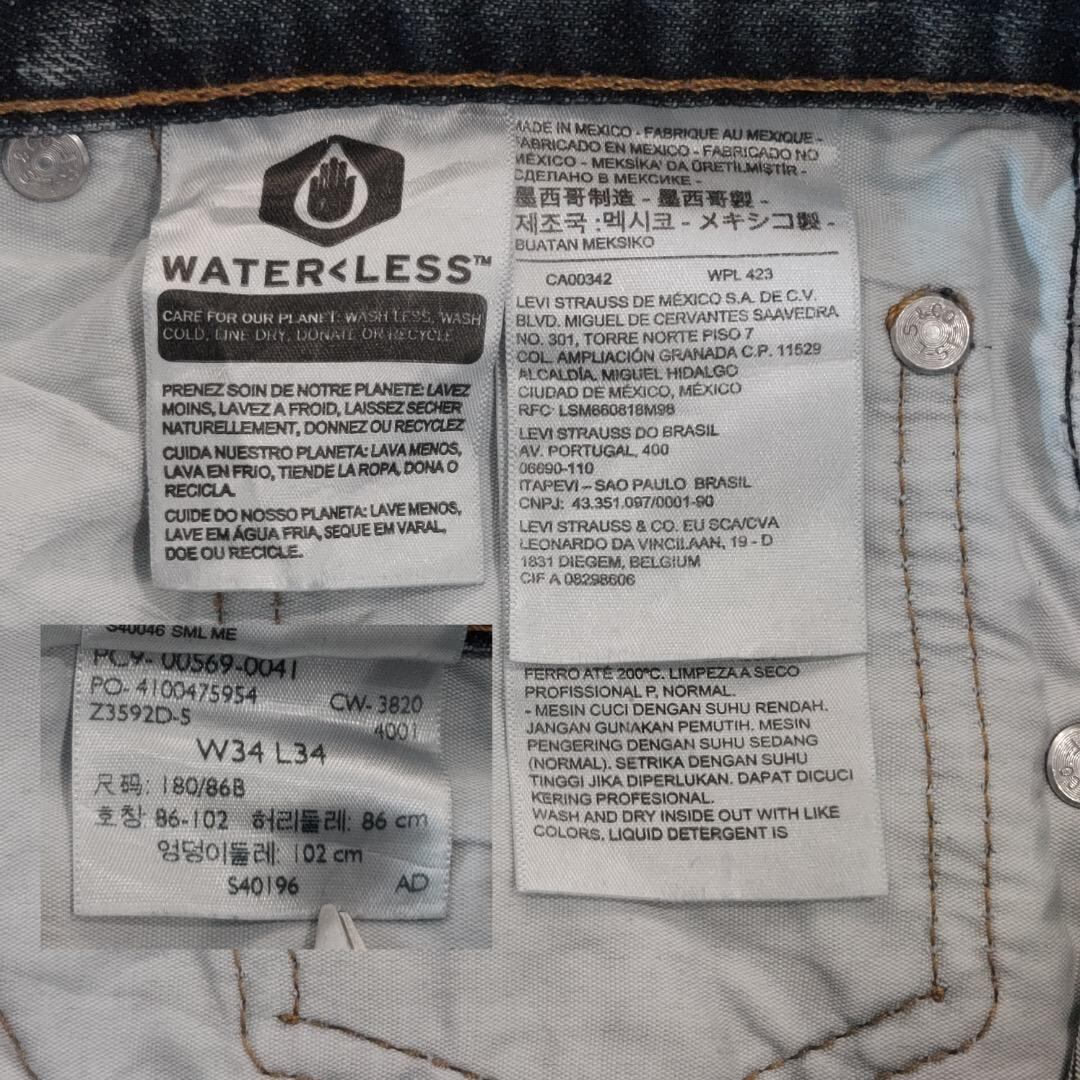 WATER<LESS™
CARE FOR OUR PLANET: WASH LESS, WASH
COLD, LINE DRY, DONATE OR RECYCLE
PRENEZ SOIN DE NOTRE PLANETE: LAVEZ
MOINS, LAVEZ A FROID, LAISSEZ SECHER
NATURELLEMENT, DONNEZ OU RECYCLEZ
CUIDA NUESTRO PLANETA: LAVA MENOS,
LAVA EN FRIO, TIENDE LA ROPA, DONA O
RECICLA.
CUIDE DO NOSSO PLANETA: LAVE MENOS,
LAVE EM ÁGUA FRIA, SEQUE EM VARAL,
DOE OU RECICLE.
MADE IN MEXICO - FABRIQUE AU MEXIQUE -
FABRICADO EN MEXICO - FABRICADO NO
MÉXICO - MEKSİKA' DA ÜRETİLMİŞTİR -
СДЕЛАНО В МЕКСИКЕ -
墨西哥制造 - 墨西哥製 -
제조국 :멕시코 - メキシコ製 -
BUATAN MEKSIKO
CA00342 WPL 423
LEVI STRAUSS DE MÉXICO S.A. DE C.V.
BLVD. MIGUEL DE CERVANTES SAAVEDRA
NO. 301, TORRE NORTE PISO 7
COL. AMPLIACIÓN GRANADA C.P. 11529
ALCALDÍA. MIGUEL HIDALGO
CIUDAD DE MÉXICO, MÉXICO
RFC: LSM860818M98
LEVI STRAUSS DO BRASIL
AV. PORTUGAL, 400
06690-110
ITAPEVI – SAO PAULO BRASIL
CNPJ: 43.351.097/0001-90
LEVI STRAUSS & CO. EU SCA/CVA
LEONARDO DA VINCILAAN, 19 - D
1831 DIEGEM, BELGIUM
CIF A 08298606
FERRO ATÉ 200°C. LIMPEZA A SECO
PROFISSIONAL P, NORMAL.
- MESIN CUCI DENGAN SUHU RENDAH.
JANGAN GUNAKAN PEMUTIH. MESIN
PENGERING DENGAN SUHU SEDANG
(NORMAL). SETRIKA DENGAN SUHU
TINGGI JIKA DIPERLUKAN. DAPAT DICUCI
KERING PROFESIONAL.
WASH AND DRY INSIDE OUT WITH LIKE
COLORS, LIQUID DETERGENT IS
S40046 SML ME
PC9- 00569-0041
PO- 4100475954 CW- 3820
Z3592D-5 4001
W34 L34
尺码: 180/86B
호칭: 86-102 허리둘레: 86 cm
엉덩이둘레: 102 cm
S40196 AD